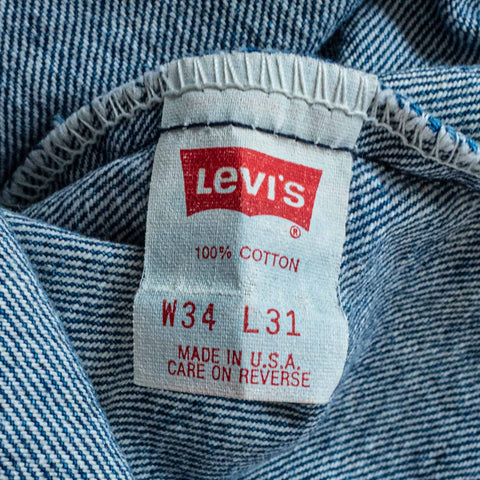 LeVI'S
®
100% COTTON
W34 L31
MADE IN U.S.A.
CARE ON REVERSE